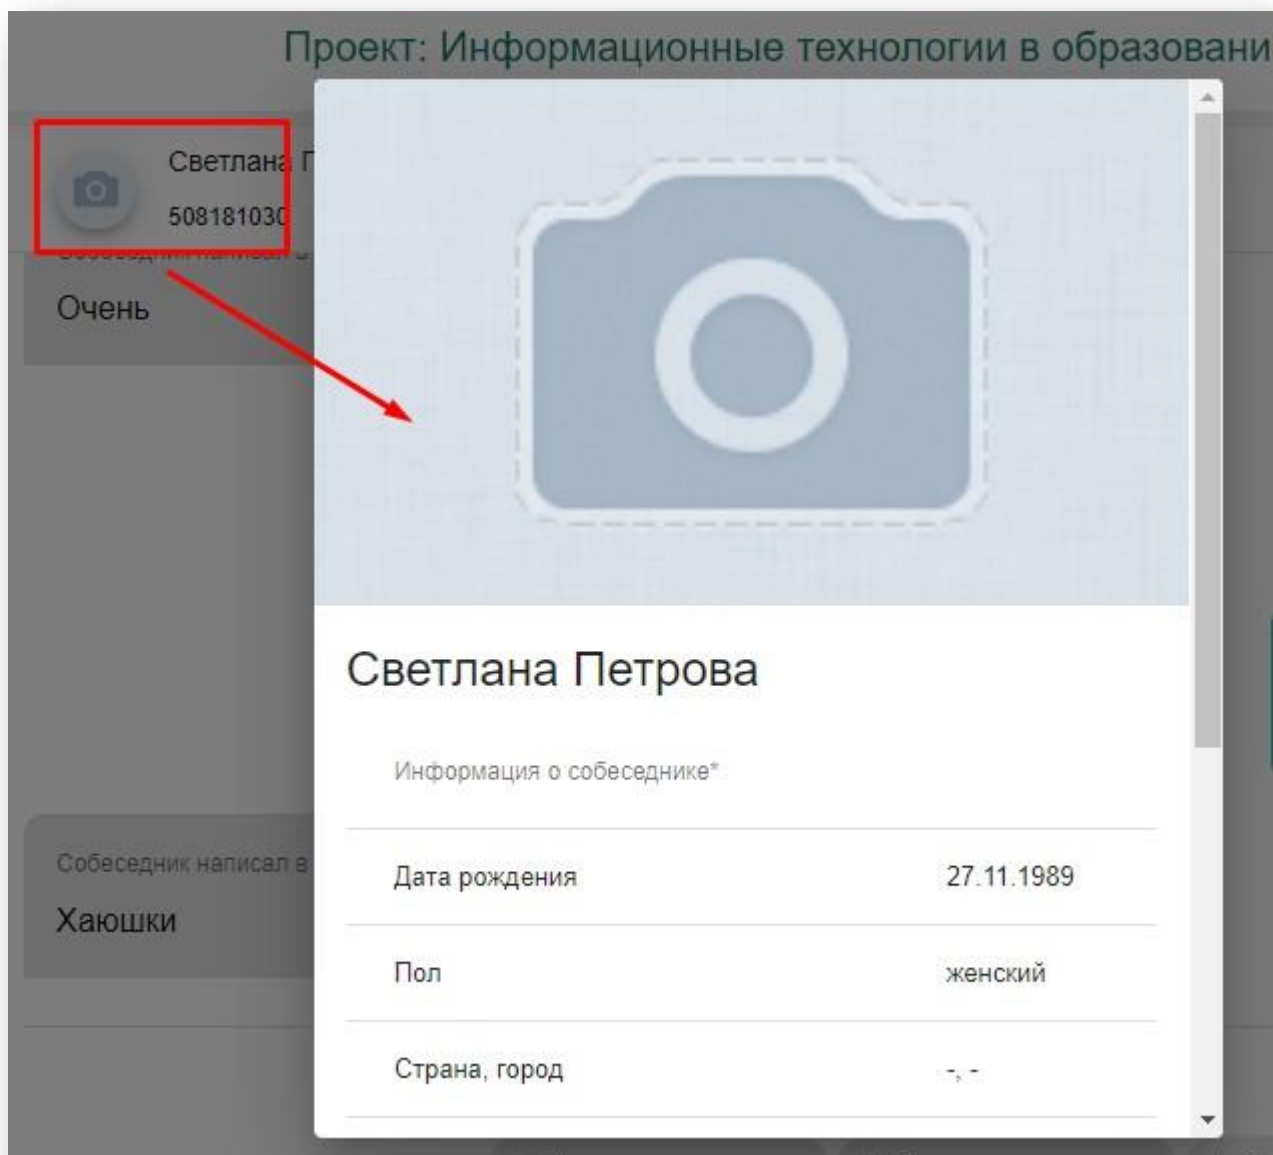 Проект: Информационные технологии в образовани
Светлана П
508181030
Очень
Светлана Петрова
Информация о собеседнике*
Дата рождения 27.11.1989
Пол женский
Страна, город -, -
Собеседник написал в
Хаюшки